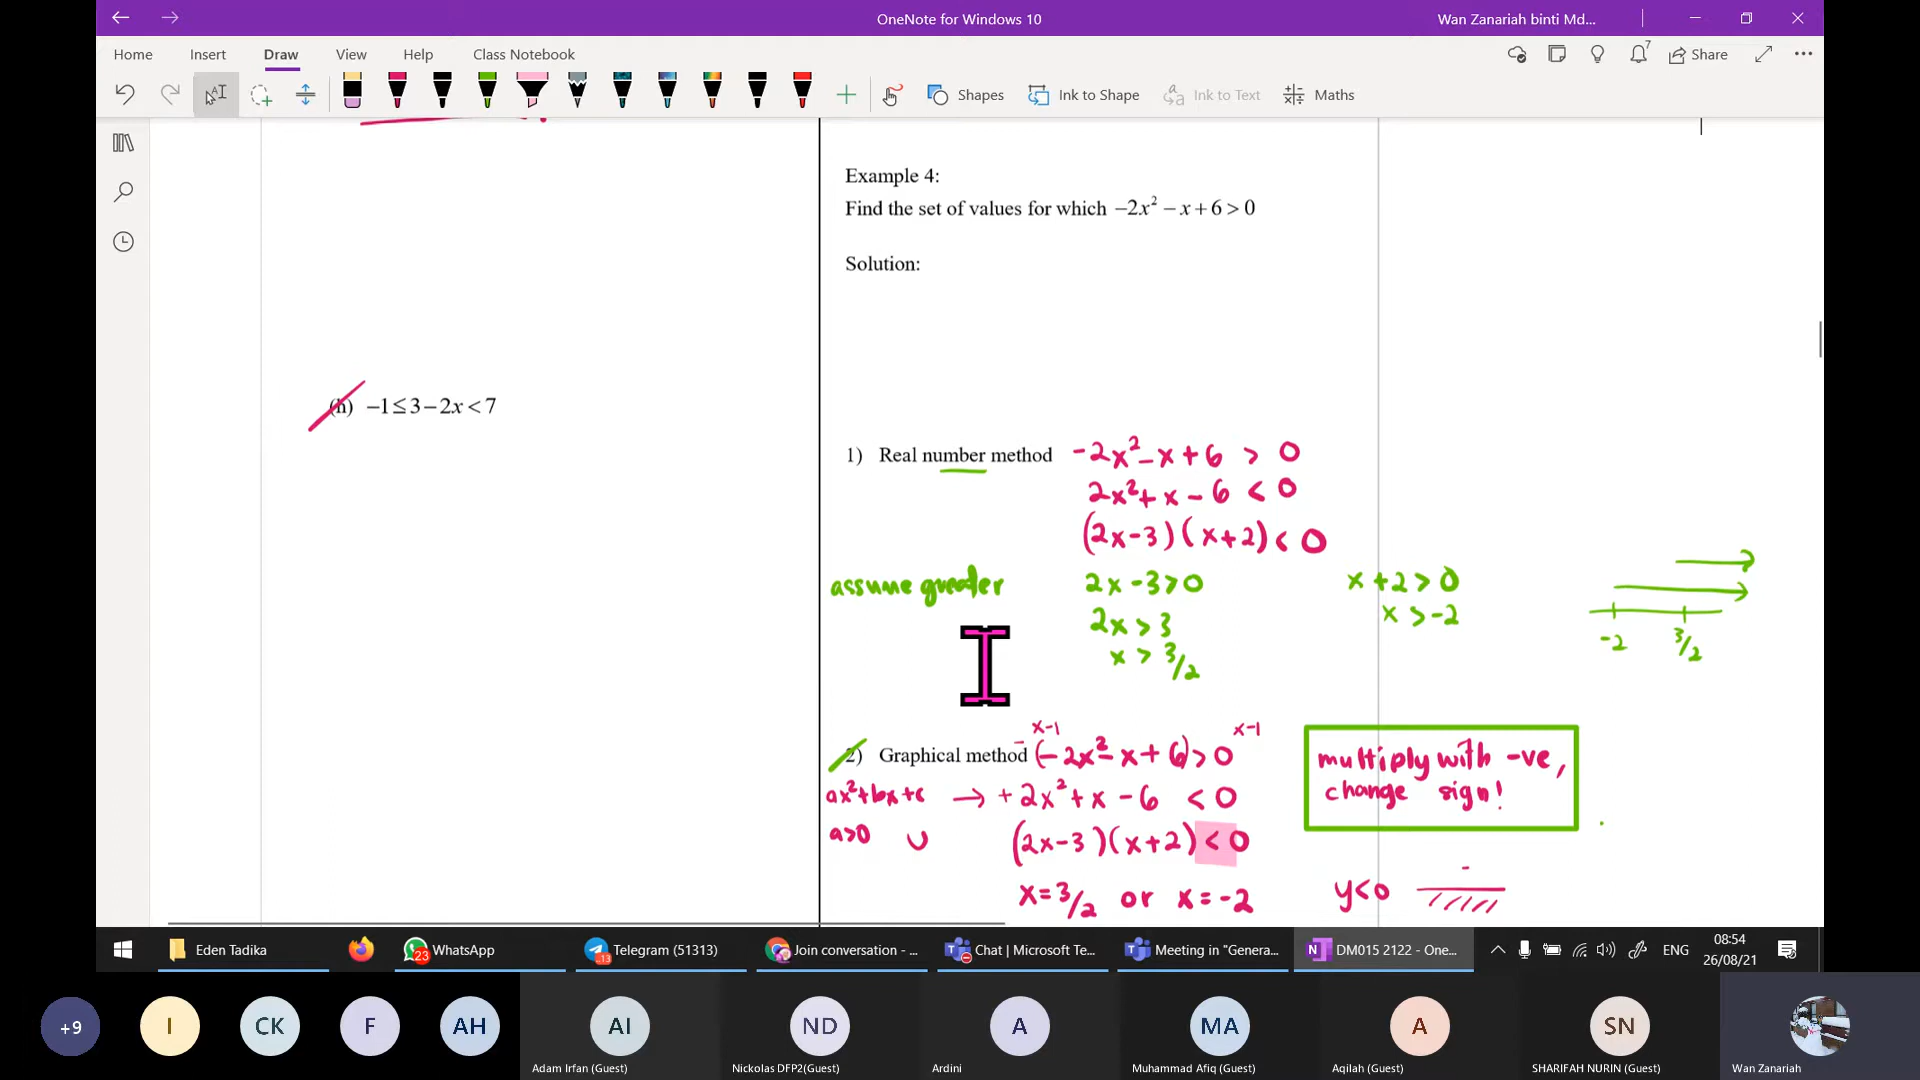 OneNote for Windows 10
Wan Zanariah binti Md...
Home Insert Draw View Help Class Notebook
7
Share
Shapes Ink to Shape Ink to Text Maths
Example 4:
Find the set of values for which −2x² − x + 6 > 0
Solution:
(h) −1 ≤ 3 − 2x < 7
1) Real number method -2x² - x + 6 > 0
2x² + x - 6 < 0
(2x-3)(x+2) < 0
assume greater 2x - 3 > 0 x + 2 > 0
2x > 3 x > -2
x > 3/2
-2 3/2
x-1 x-1
2) Graphical method -(-2x² - x + 6) > 0
ax²+bx+c → +2x² + x - 6 < 0
a>0 U (2x-3)(x+2) < 0
x = 3/2 or x = -2
multiply with -ve,
change sign!
y<0
-
Eden Tadika
23
WhatsApp
13
Telegram (51313)
Join conversation - ...
Chat | Microsoft Te...
Meeting in "Genera...
DM015 2122 - One...
ENG
08:54
26/08/21
+9 I CK F AH AI ND A MA A SN
Adam Irfan (Guest) Nickolas DFP2(Guest) Ardini Muhammad Afiq (Guest) Aqilah (Guest) SHARIFAH NURIN (Guest) Wan Zanariah